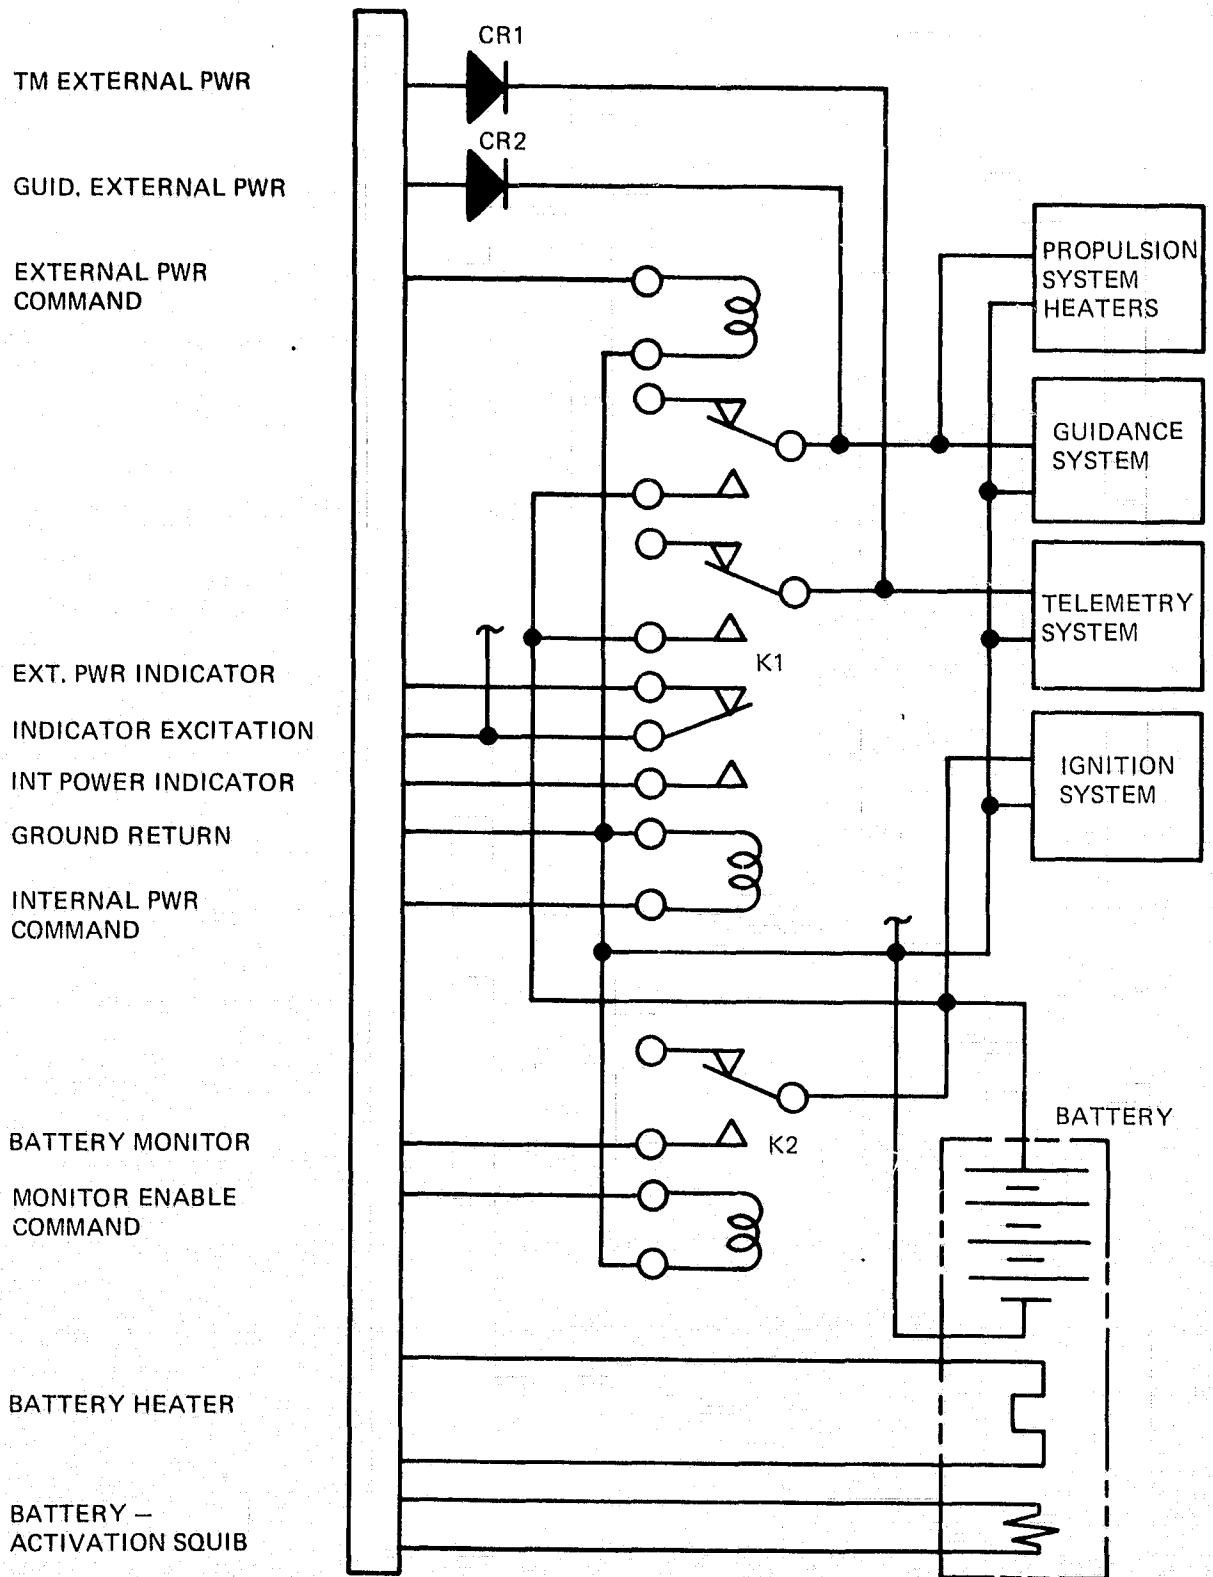 CR1
TM EXTERNAL PWR
CR2
GUID. EXTERNAL PWR
EXTERNAL PWR
COMMAND
PROPULSION
SYSTEM
HEATERS
GUIDANCE
SYSTEM
TELEMETRY
SYSTEM
K1
EXT. PWR INDICATOR
INDICATOR EXCITATION
INT POWER INDICATOR
IGNITION
SYSTEM
GROUND RETURN
INTERNAL PWR
COMMAND
BATTERY
BATTERY MONITOR
K2
MONITOR ENABLE
COMMAND
BATTERY HEATER
BATTERY –
ACTIVATION SQUIB